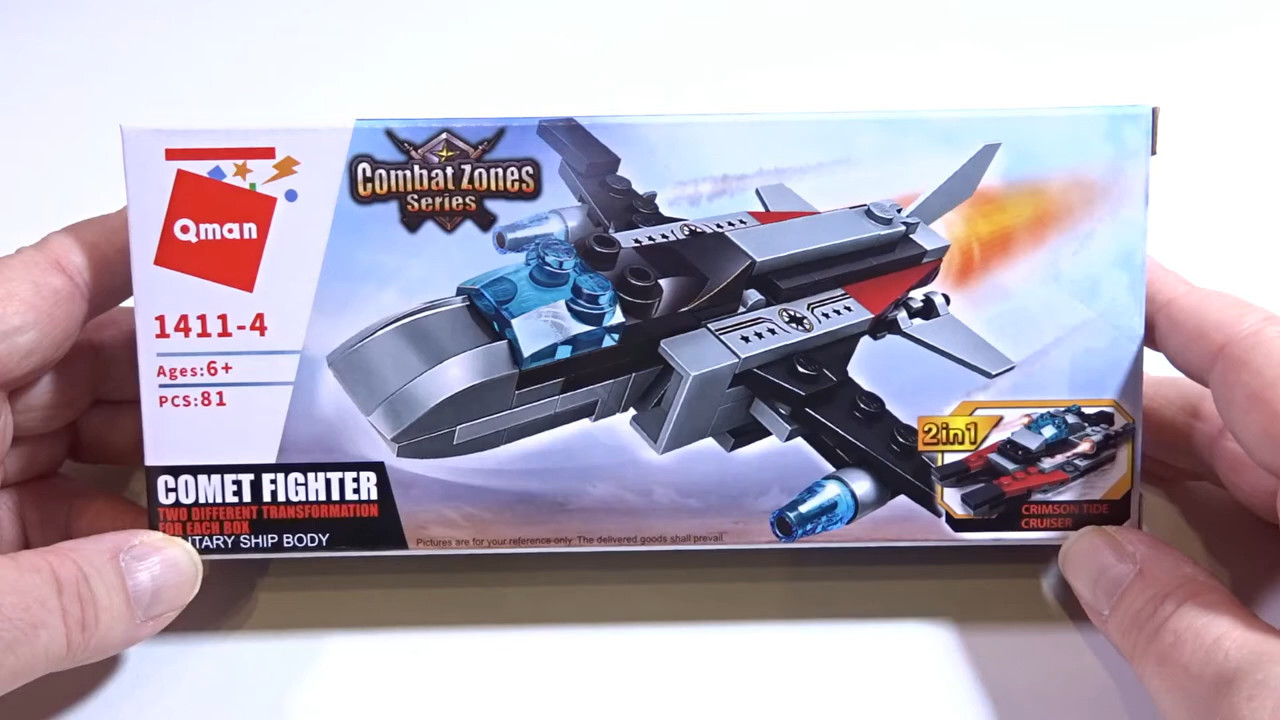 Combat Zones
Series
Qman
1411-4
Ages:6+
PCS:81
2in1
CRIMSON TIDE
CRUISER
COMET FIGHTER
TWO DIFFERENT TRANSFORMATION
FOR EACH BOX
SHIP BODY
Pictures are for your reference only. The delivered goods shall prevail